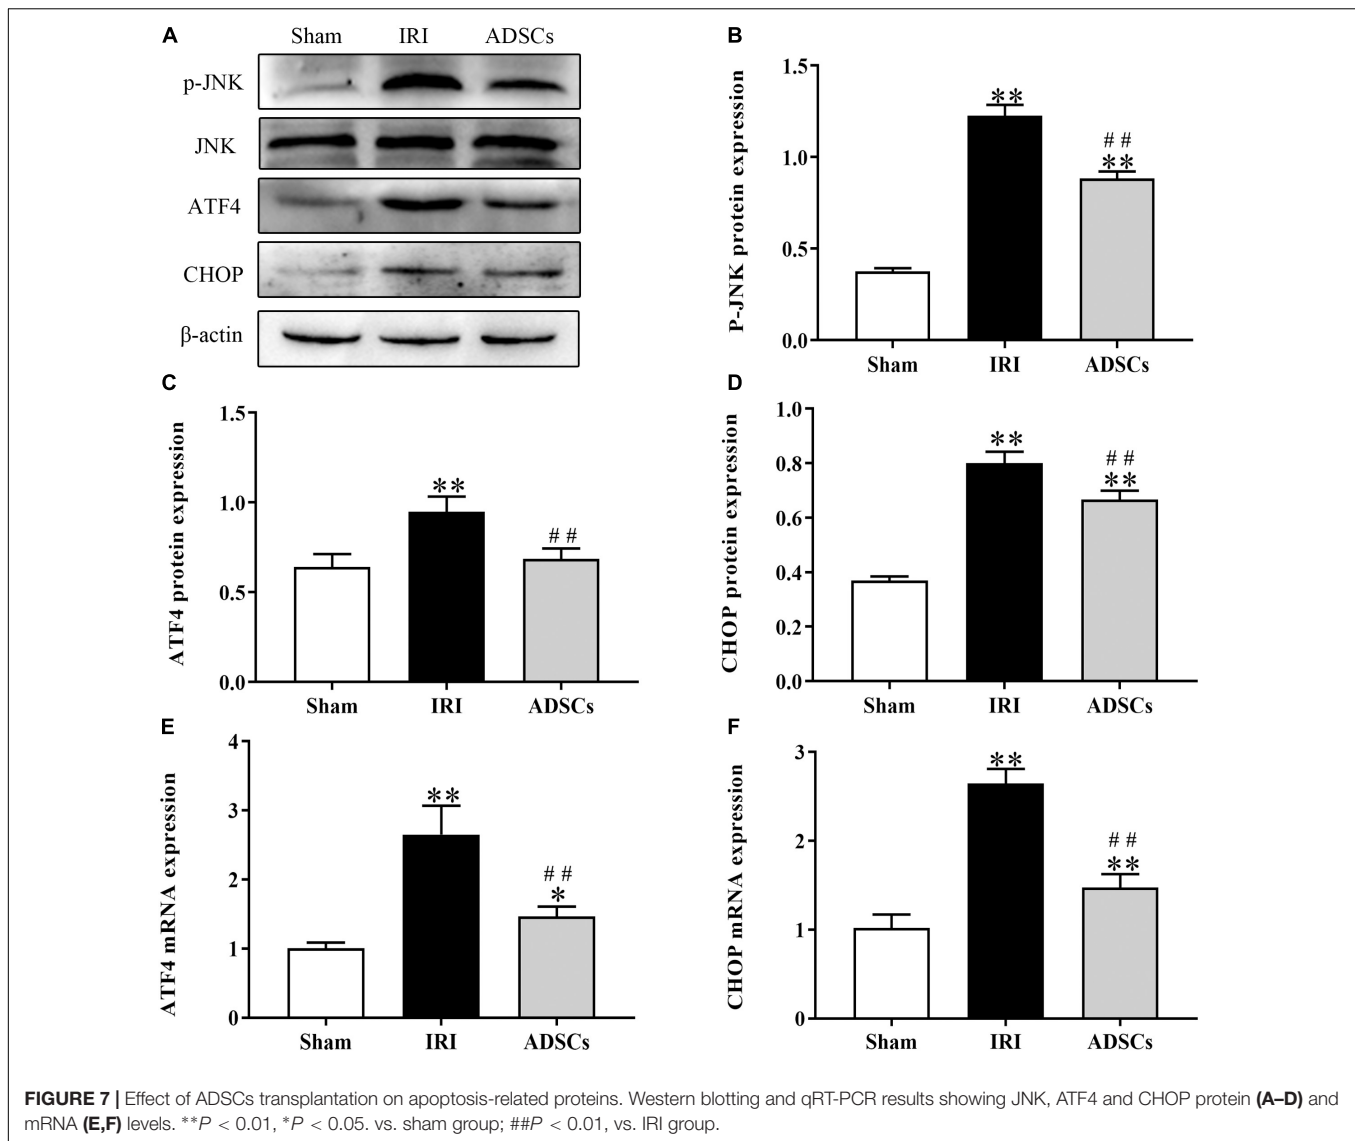 A
Sham IRI ADSCs
p-JNK
JNK
ATF4
CHOP
β-actin
B
P-JNK protein expression
1.5
1.0
0.5
0.0
**
# #
**
Sham IRI ADSCs
C
ATF4 protein expression
1.5
1.0
0.5
0.0
**
# #
Sham IRI ADSCs
D
CHOP protein expression
1.0
0.8
0.6
0.4
0.2
0.0
**
# #
**
Sham IRI ADSCs
E
ATF4 mRNA expression
4
3
2
1
0
**
# #
*
Sham IRI ADSCs
F
CHOP mRNA expression
3
2
1
0
**
# #
**
Sham IRI ADSCs
FIGURE 7 | Effect of ADSCs transplantation on apoptosis-related proteins. Western blotting and qRT-PCR results showing JNK, ATF4 and CHOP protein (A–D) and
mRNA (E,F) levels. **P < 0.01, *P < 0.05. vs. sham group; ##P < 0.01, vs. IRI group.